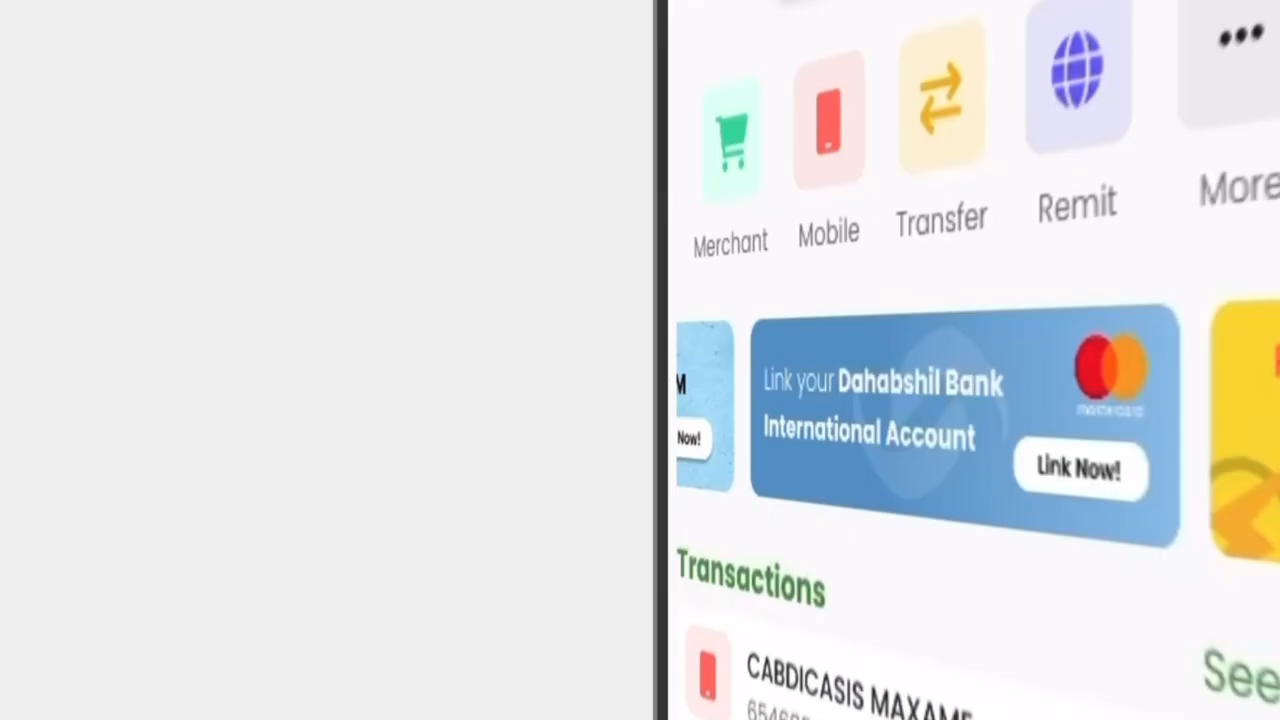 Merchant
Mobile
Transfer
Remit
More
M
Now!
Link your Dahabshil Bank
International Account
Link Now!
Transactions
See
CABDICASIS MAXAME